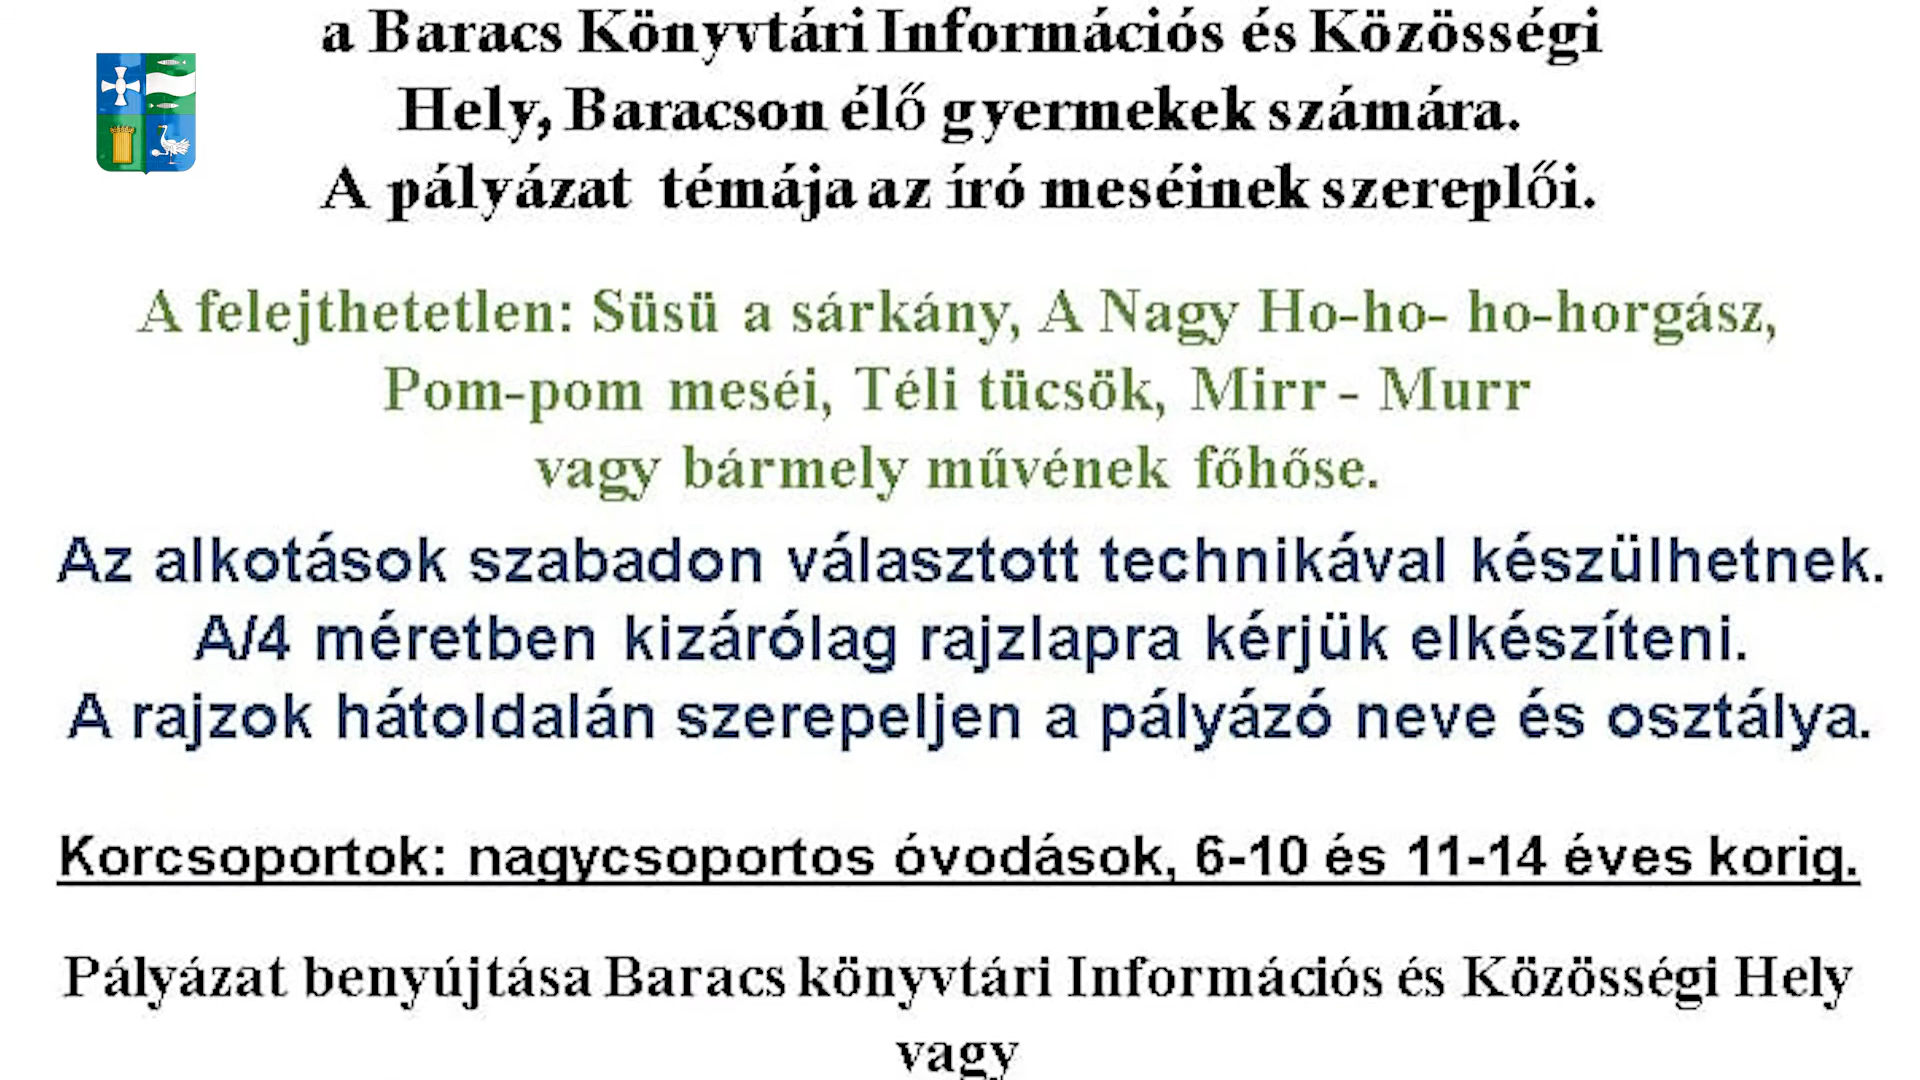 a Baracs Könyvtári Információs és Közösségi
Hely, Baracson élő gyermekek számára.
A pályázat témája az író meséinek szereplői.
A felejthetetlen: Süsü a sárkány, A Nagy Ho-ho- ho-horgász,
Pom-pom meséi, Téli tücsök, Mirr - Murr
vagy bármely művének főhőse.
Az alkotások szabadon választott technikával készülhetnek.
A/4 méretben kizárólag rajzlapra kérjük elkészíteni.
A rajzok hátoldalán szerepeljen a pályázó neve és osztálya.
Korcsoportok: nagycsoportos óvodások, 6-10 és 11-14 éves korig.
Pályázat benyújtása Baracs könyvtári Információs és Közösségi Hely
vagy